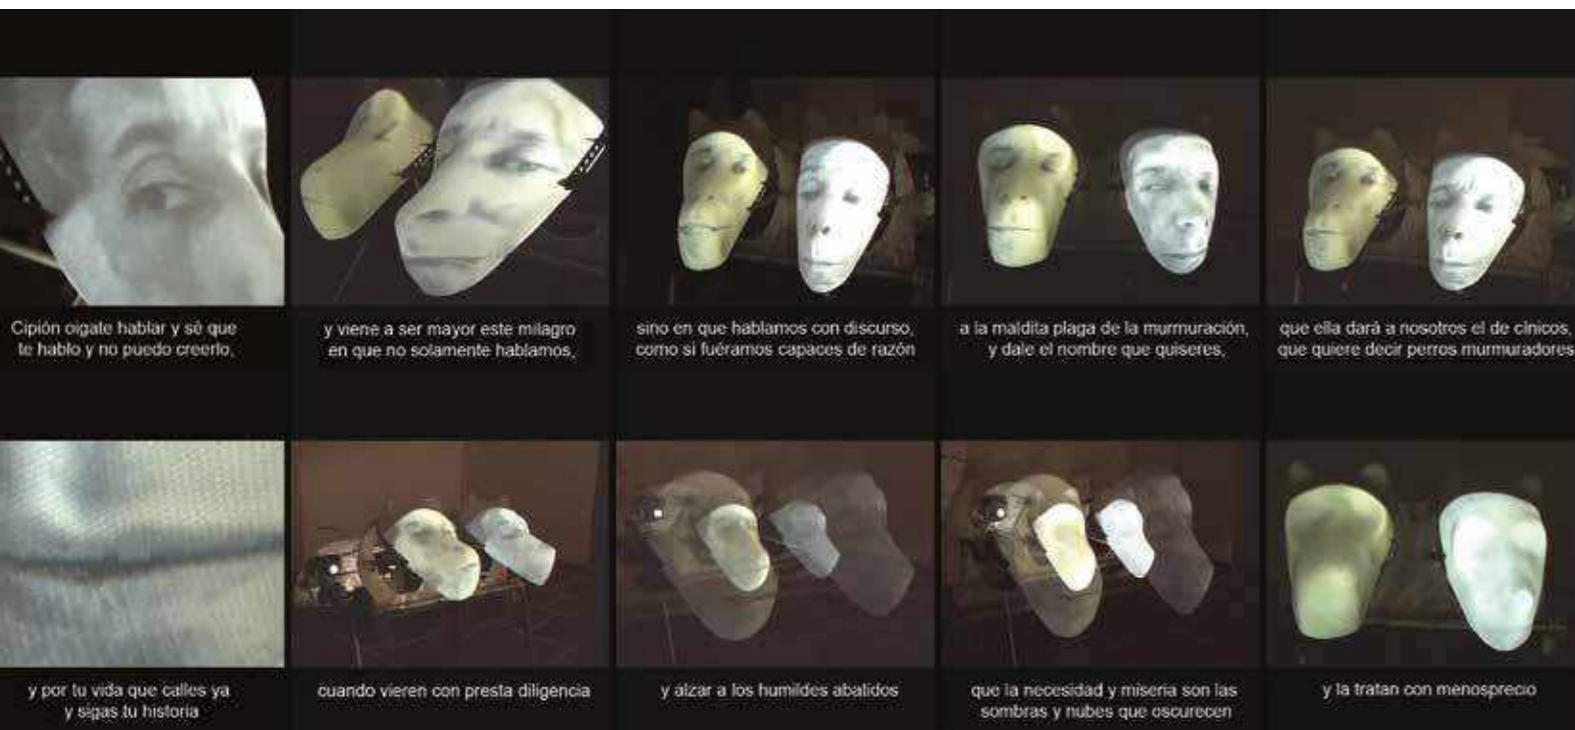 Cipión oigate hablar y sé que
te hablo y no puedo creerlo,
y viene a ser mayor este milagro
en que no solamente hablamos,
sino en que hablamos con discurso,
como si fuéramos capaces de razón
a la maldita plaga de la murmuración,
y dale el nombre que quiseres,
que ella dará a nosotros el de cínicos,
que quiere decir perros murmuradores
y por tu vida que calles ya
y sigas tu historia
cuando vieren con presta diligencia
y alzar a los humildes abatidos
que la necesidad y miseria son las
sombras y nubes que oscurecen
y la tratan con menosprecio